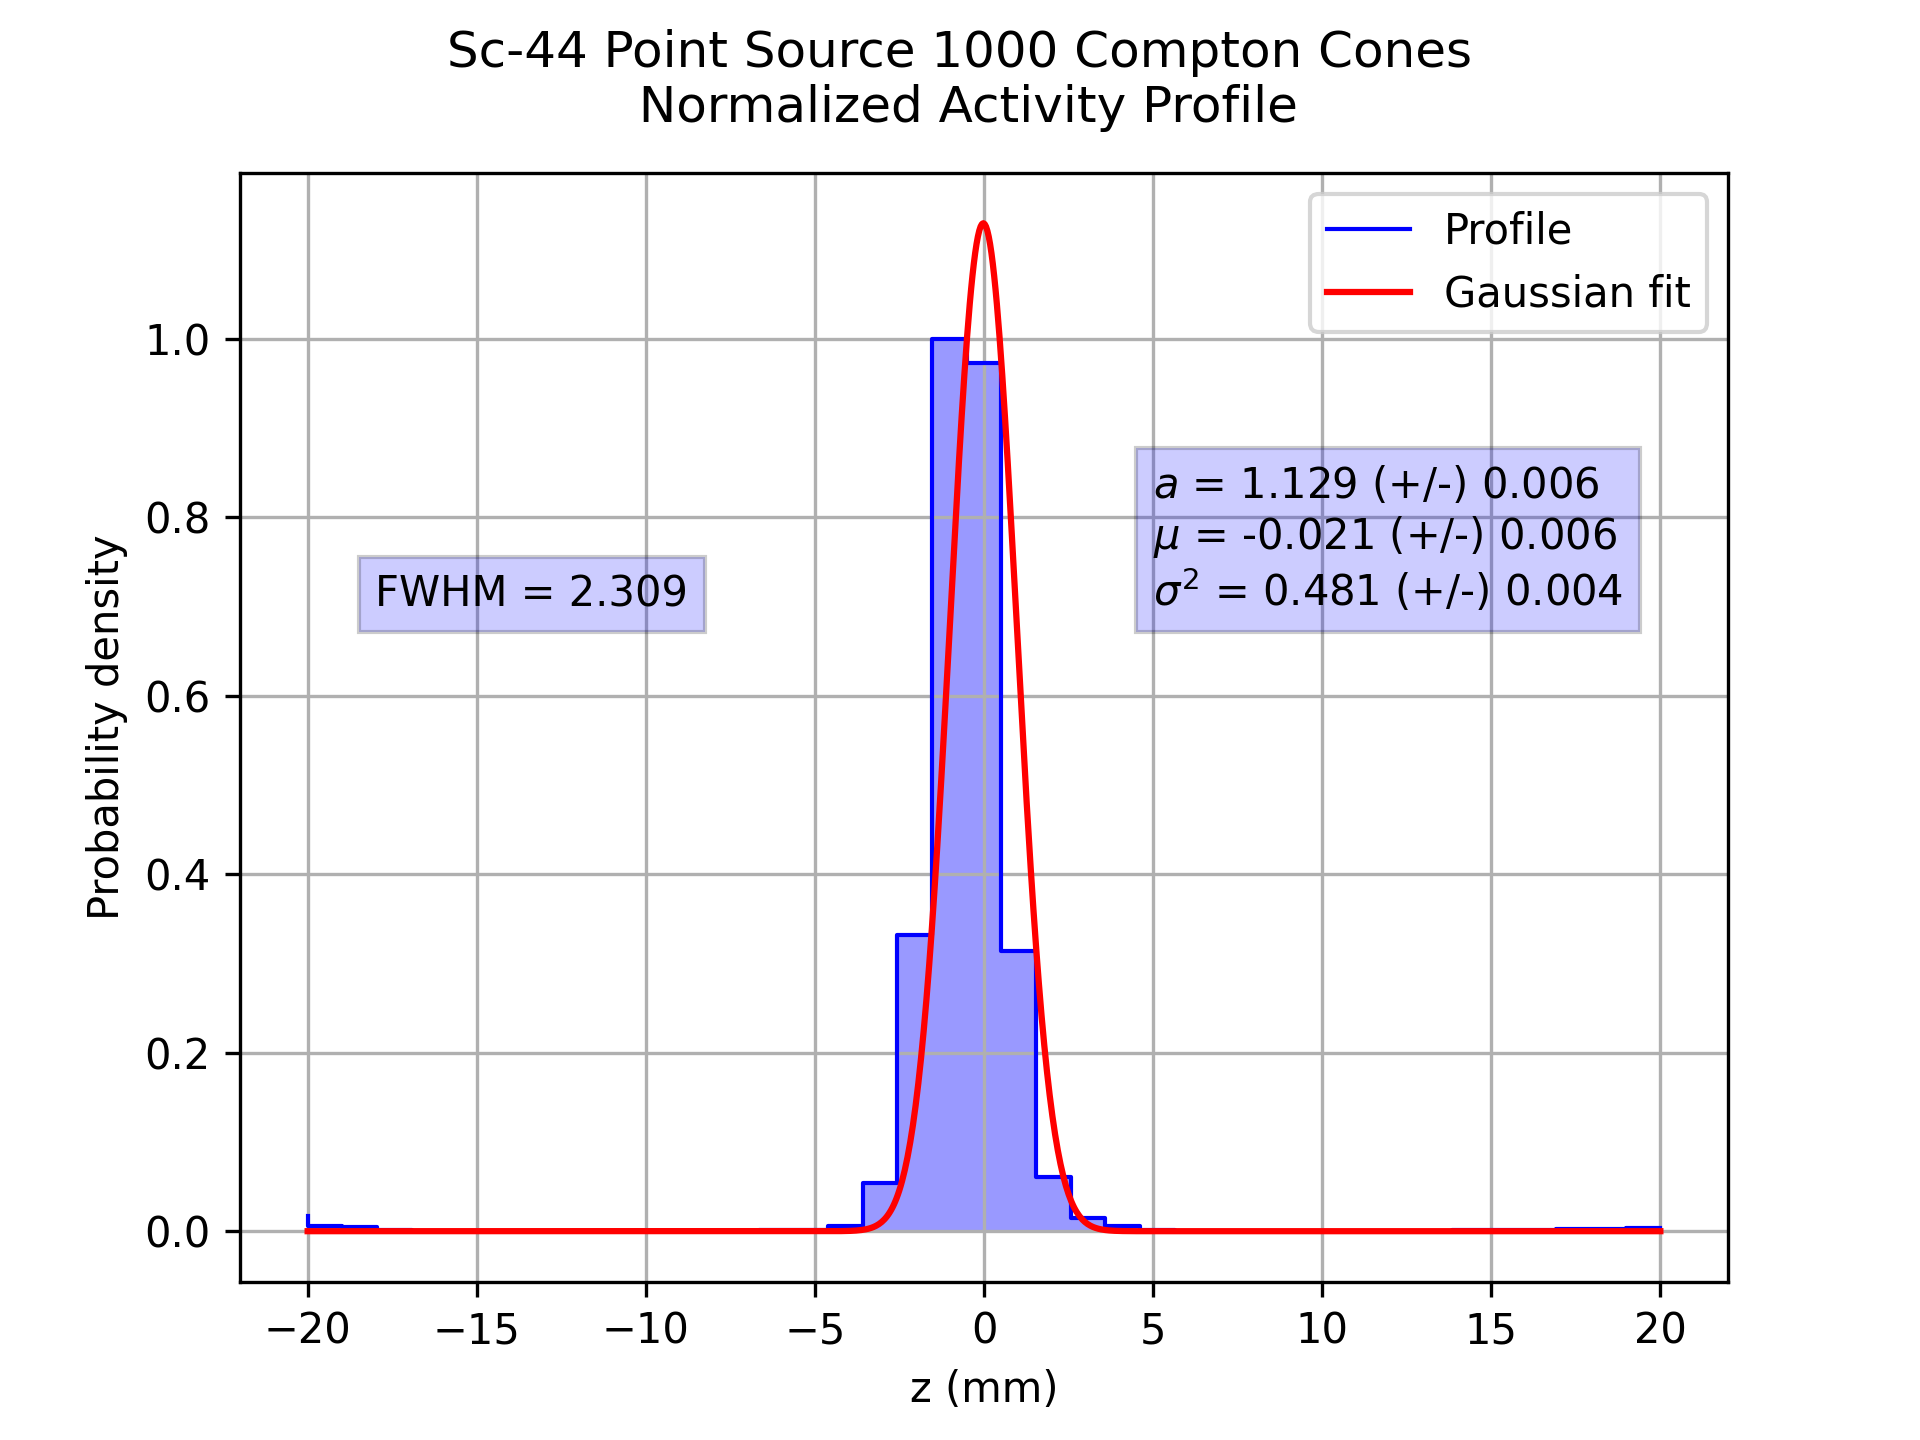 Sc-44 Point Source 1000 Compton Cones
Normalized Activity Profile
Profile
Gaussian fit
a = 1.129 (+/-) 0.006
μ = -0.021 (+/-) 0.006
σ² = 0.481 (+/-) 0.004
FWHM = 2.309
Probability density
1.0
0.8
0.6
0.4
0.2
0.0
−20 −15 −10 −5 0 5 10 15 20
z (mm)